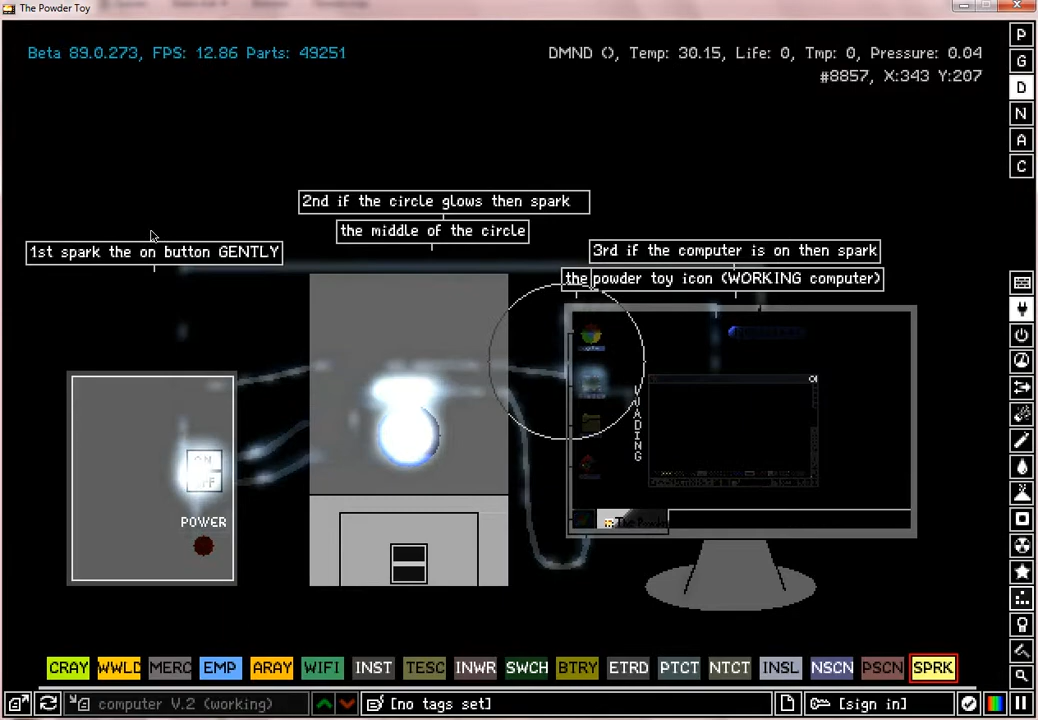 The Powder Toy
Beta 89.0.273, FPS: 12.86 Parts: 49251
DMND (), Temp: 30.15, Life: 0, Tmp: 0, Pressure: 0.04
#8857, X:343 Y:207
P
G
D
N
A
C
2nd if the circle glows then spark
the middle of the circle
1st spark the on button GENTLY
3rd if the computer is on then spark
the powder toy icon (WORKING computer)
ON
OFF
POWER
The Powder
CRAY WWLD MERC EMP ARAY WIFI INST TESC INWR SWCH BTRY ETRD PTCT NTCT INSL NSCN PSCN SPRK
computer V.2 (working)
[no tags set]
[sign in]